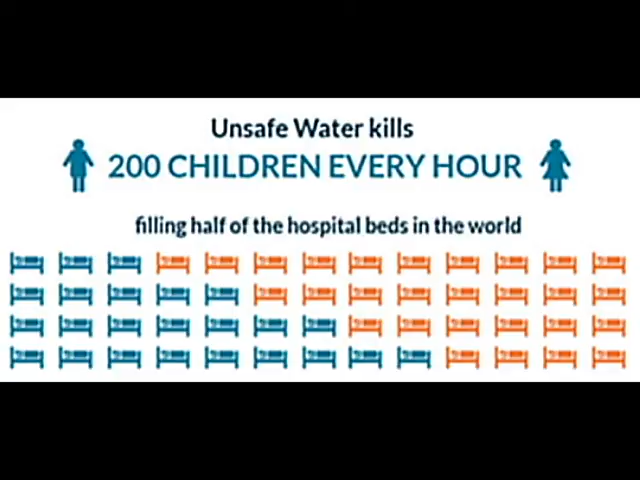 Unsafe Water kills
200 CHILDREN EVERY HOUR
filling half of the hospital beds in the world